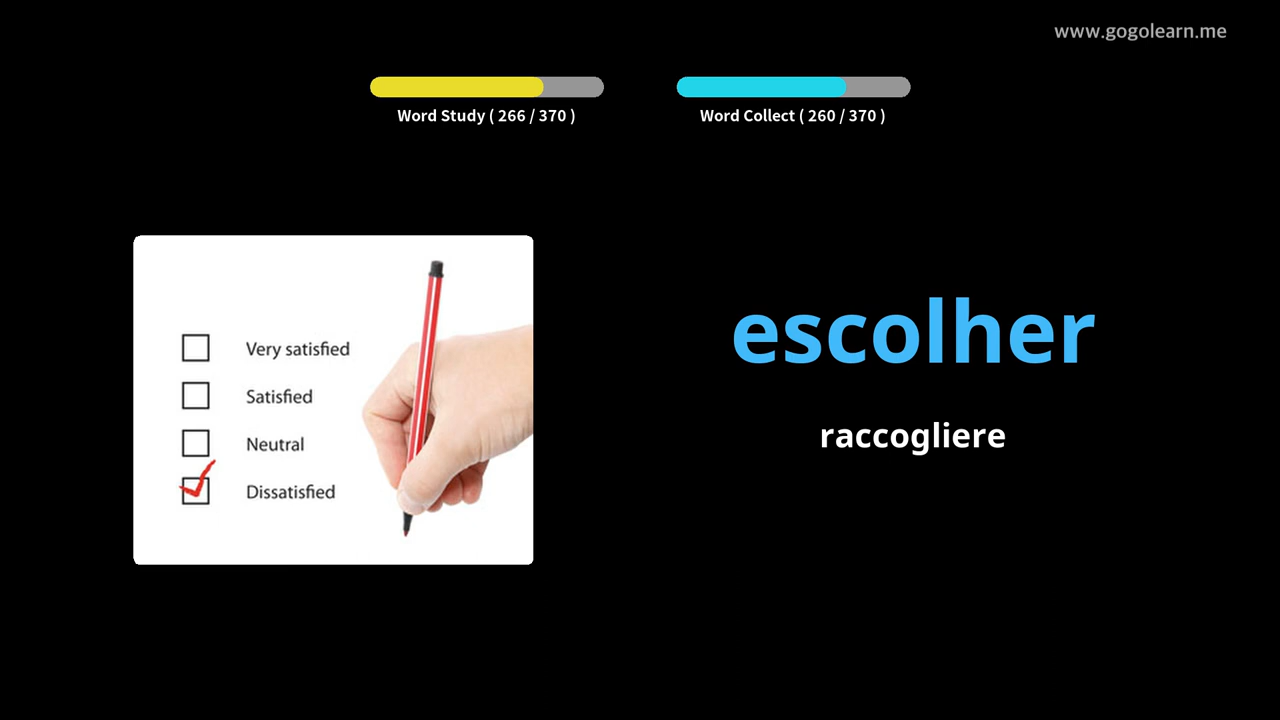 www.gogolearn.me
Word Study ( 266 / 370 )
Word Collect ( 260 / 370 )
Very satisfied
Satisfied
Neutral
Dissatisfied
escolher
raccogliere